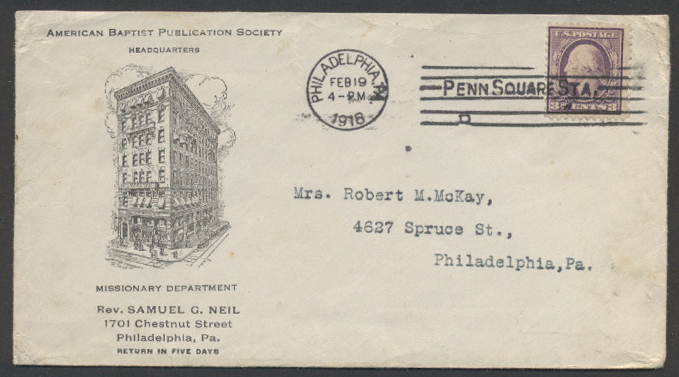 AMERICAN BAPTIST PUBLICATION SOCIETY
HEADQUARTERS
PHILADELPHIA, PA
FEB 19
4-PM
1918
PENN SQUARE STA.
U.S. POSTAGE
Mrs. Robert M.McKay,
4627 Spruce St.,
Philadelphia,Pa.
MISSIONARY DEPARTMENT
Rev. SAMUEL G. NEIL
1701 Chestnut Street
Philadelphia, Pa.
RETURN IN FIVE DAYS